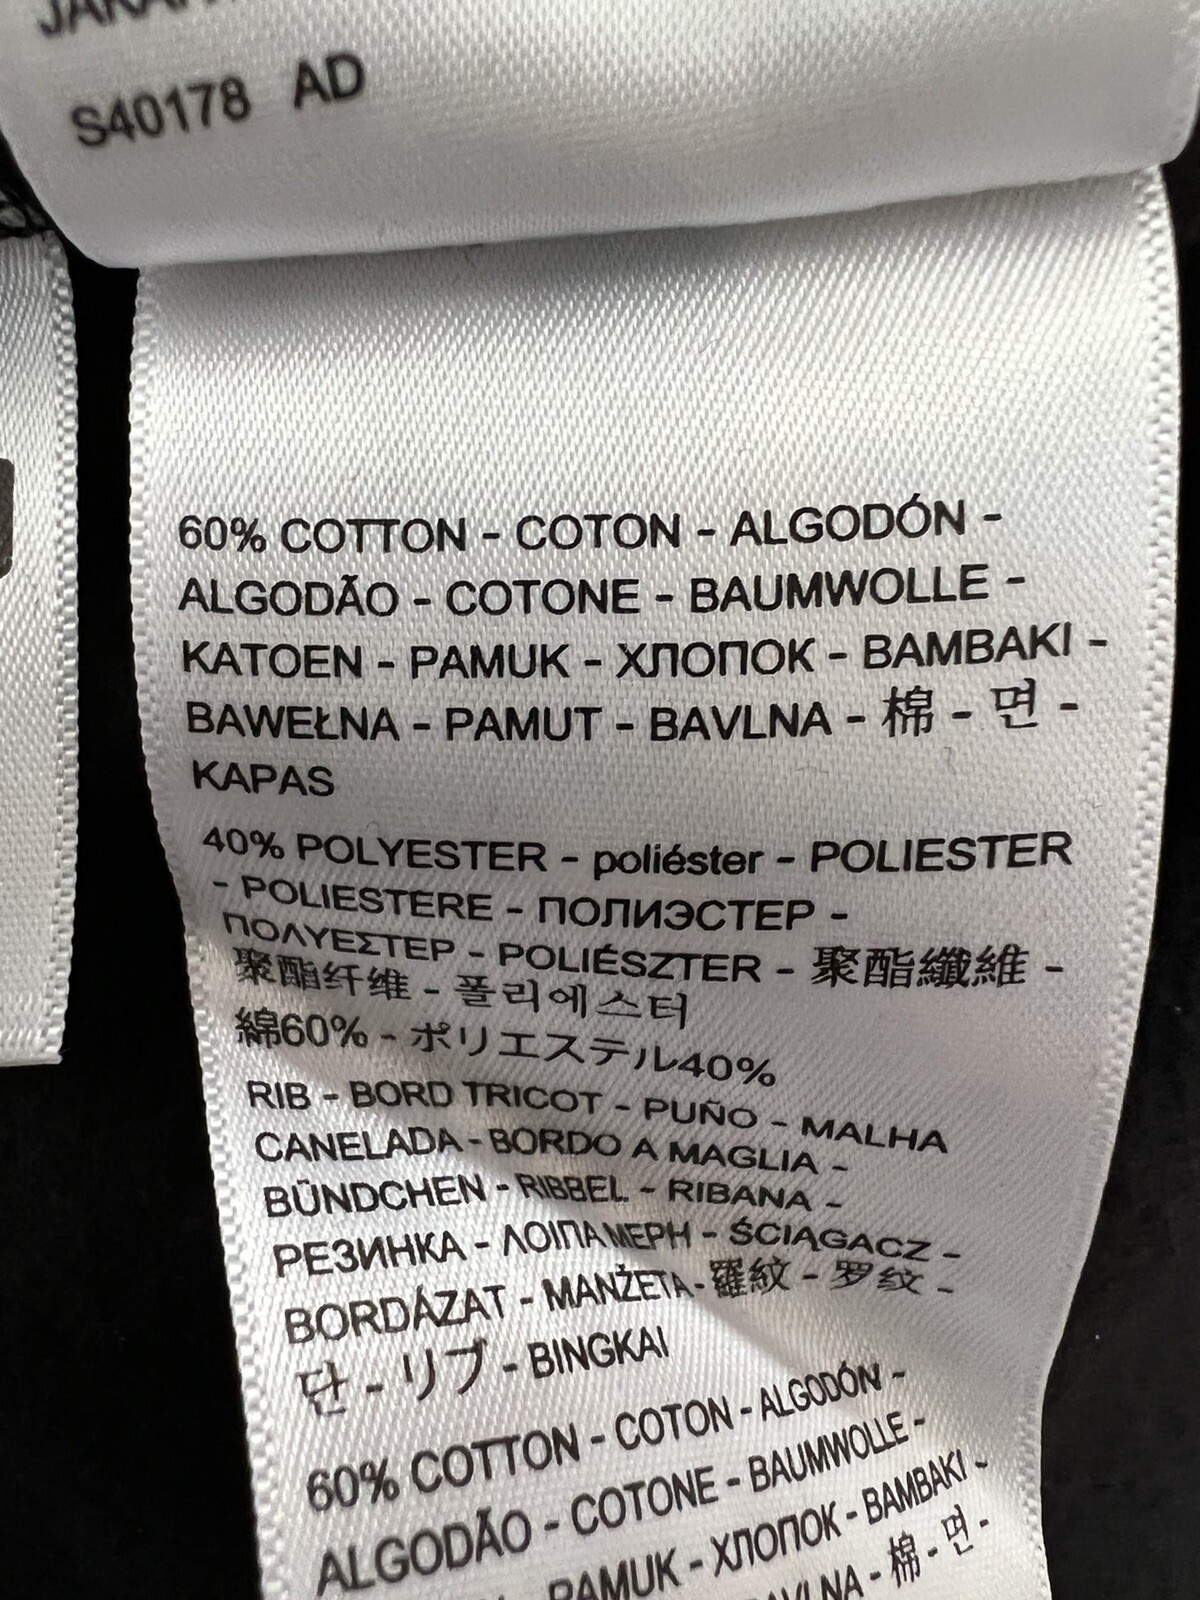 S40178 AD
60% COTTON - COTON - ALGODÓN -
ALGODÃO - COTONE - BAUMWOLLE -
KATOEN - PAMUK - ХЛОПОК - BAMBAKI -
BAWEŁNA - PAMUT - BAVLNA - 棉 - 면 -
KAPAS
40% POLYESTER - poliéster - POLIESTER
- POLIESTERE - ПОЛИЭСТЕР -
ΠΟΛΥΕΣΤΕΡ - POLIÉSZTER - 聚酯纖維 -
聚酯纤维 - 폴리에스터
綿60% - ポリエステル40%
RIB - BORD TRICOT - PUÑO - MALHA
CANELADA - BORDO A MAGLIA -
BÜNDCHEN - RIBBEL - RIBANA -
РЕЗИНКА - ΛΟΙΠΑ ΜΕΡΗ - ŚCIĄGACZ -
BORDÁZAT - MANŽETA - 羅紋 - 罗纹 -
단 - リブ - BINGKAI
60% COTTON - COTON - ALGODÓN -
ALGODÃO - COTONE - BAUMWOLLE -
- PAMUK - ХЛОПОК - BAMBAKI -
- 棉 - 면 -